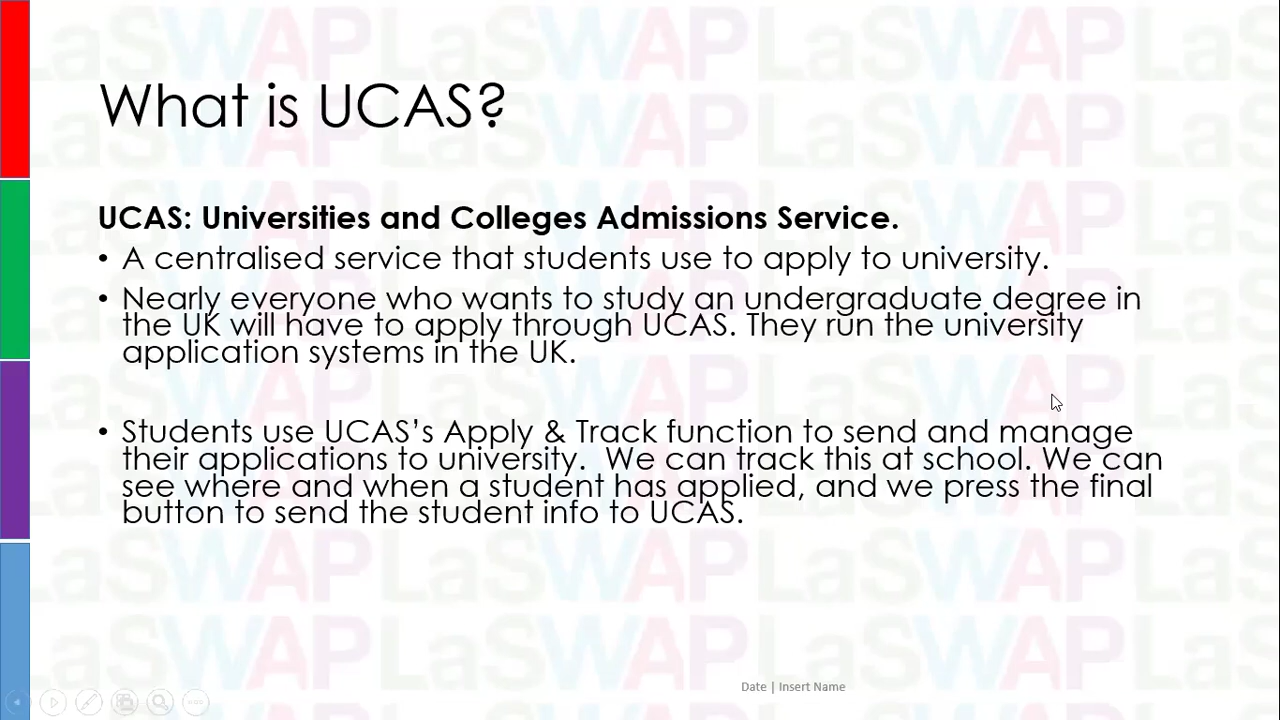 What is UCAS?
UCAS: Universities and Colleges Admissions Service.
• A centralised service that students use to apply to university.
• Nearly everyone who wants to study an undergraduate degree in
the UK will have to apply through UCAS. They run the university
application systems in the UK.
• Students use UCAS’s Apply & Track function to send and manage
their applications to university.  We can track this at school. We can
see where and when a student has applied, and we press the final
button to send the student info to UCAS.
Date | Insert Name
LaSWAP